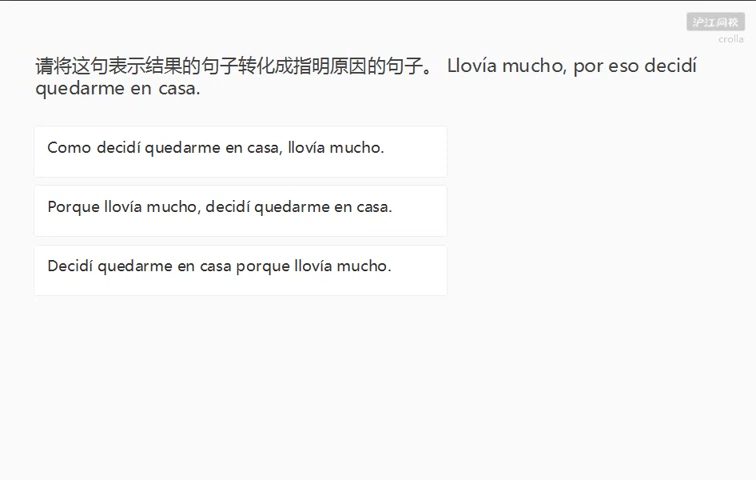 沪江网校
crolla
请将这句表示结果的句子转化成指明原因的句子。 Llovía mucho, por eso decidí
quedarme en casa.
Como decidí quedarme en casa, llovía mucho.
Porque llovía mucho, decidí quedarme en casa.
Decidí quedarme en casa porque llovía mucho.